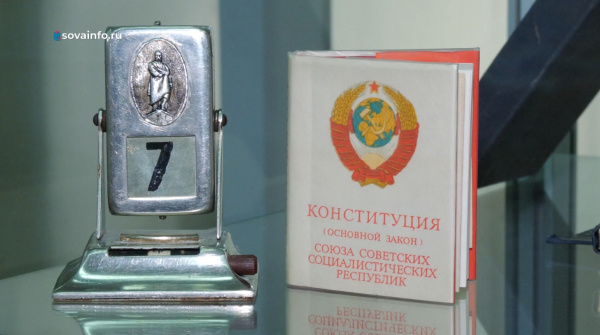 sovainfo.ru
7
КОНСТИТУЦИЯ
(ОСНОВНОЙ ЗАКОН)
СОЮЗА СОВЕТСКИХ
СОЦИАЛИСТИЧЕСКИХ
РЕСПУБЛИК